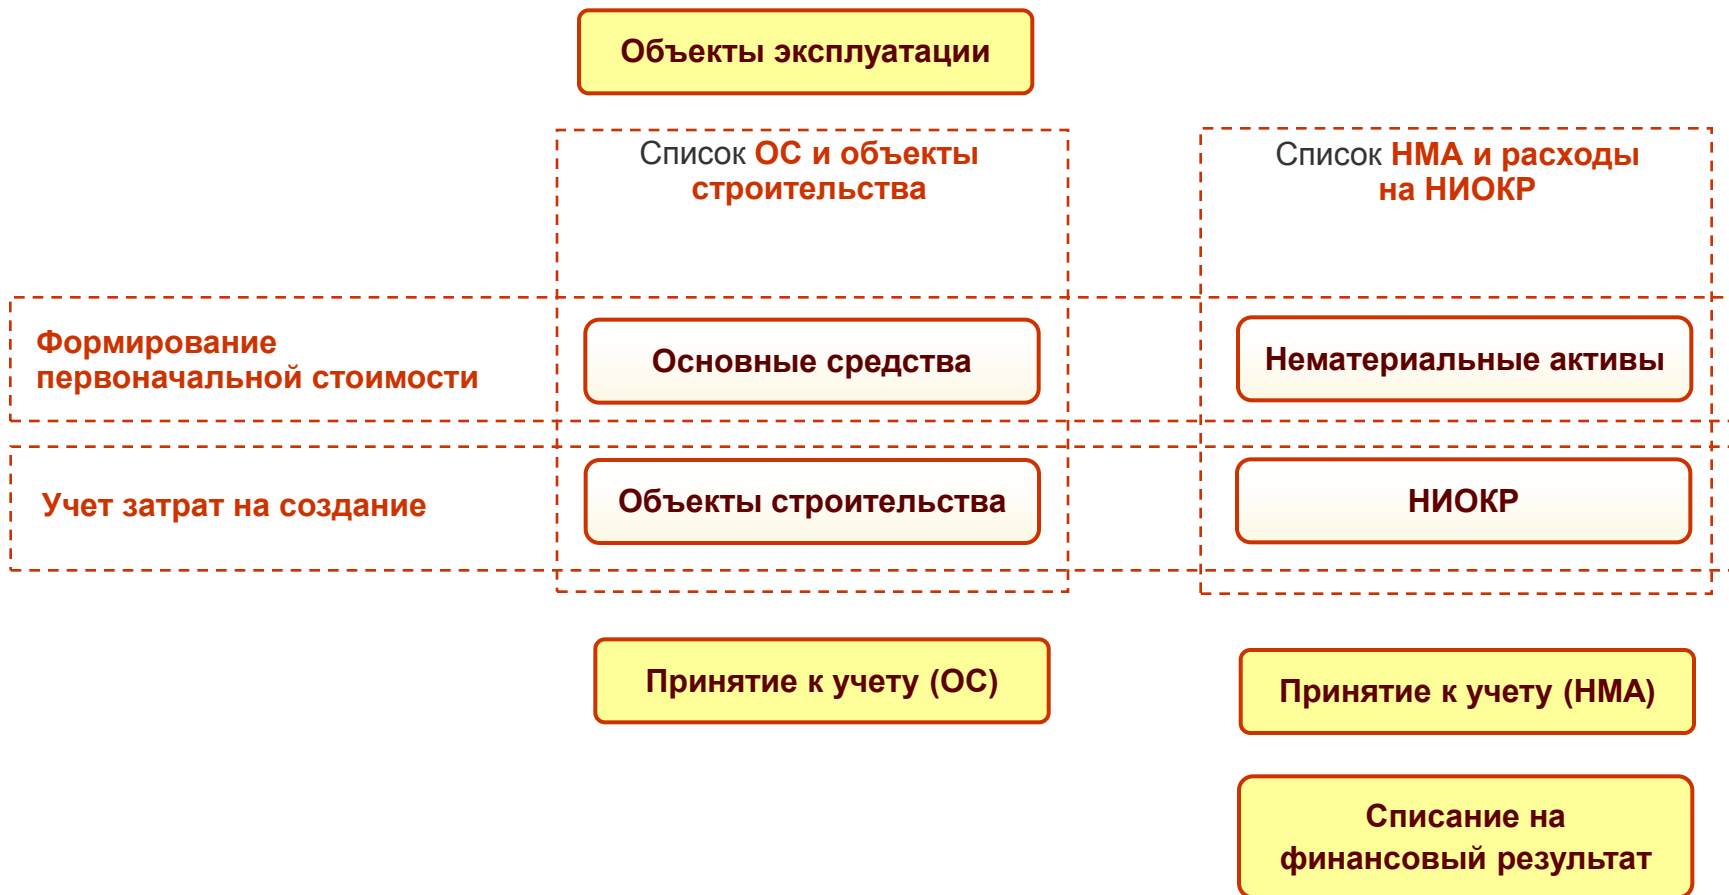 Объекты эксплуатации
Список ОС и объекты
строительства
Список НМА и расходы
на НИОКР
Формирование
первоначальной стоимости
Основные средства
Нематериальные активы
Учет затрат на создание
Объекты строительства
НИОКР
Принятие к учету (ОС)
Принятие к учету (НМА)
Списание на
финансовый результат